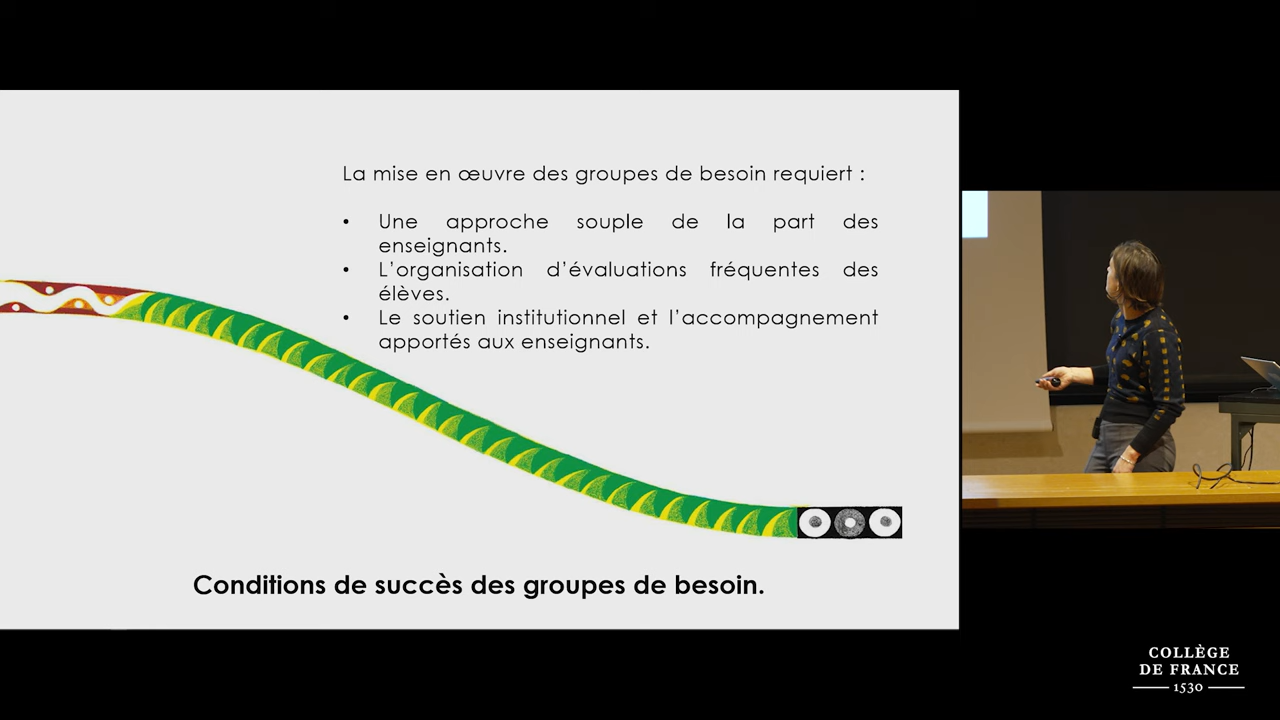 La mise en œuvre des groupes de besoin requiert :
• Une approche souple de la part des
enseignants.
• L’organisation d’évaluations fréquentes des
élèves.
• Le soutien institutionnel et l’accompagnement
apportés aux enseignants.
Conditions de succès des groupes de besoin.
COLLÈGE
DE FRANCE
1530